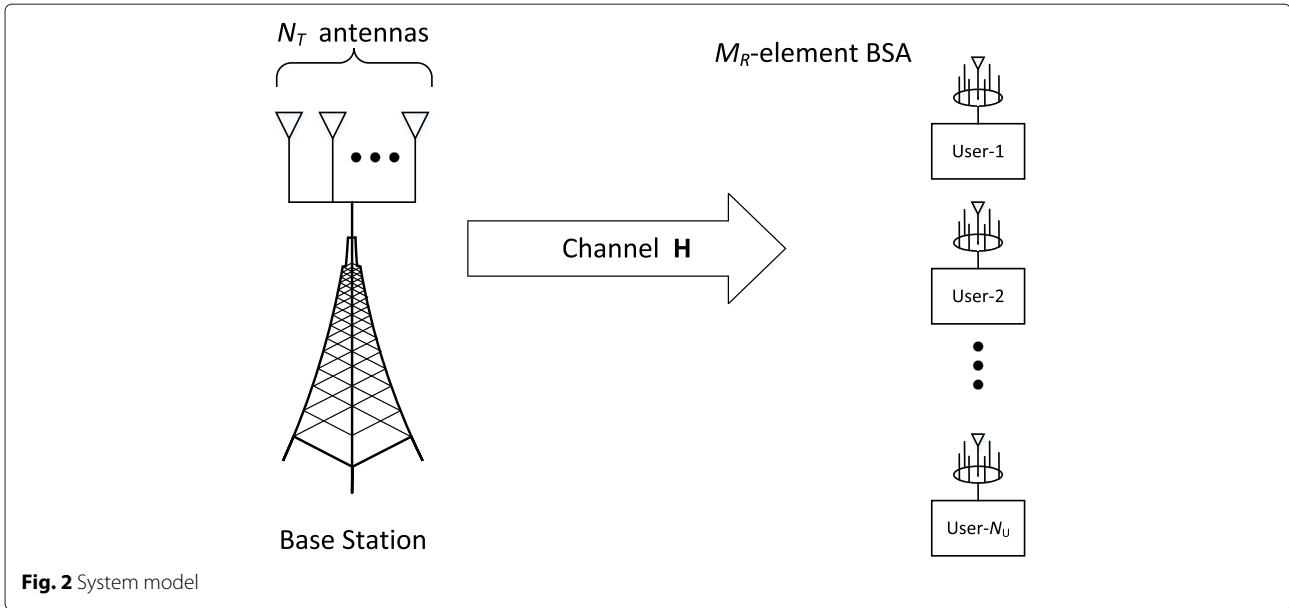 N_T antennas
M_R-element BSA
User-1
Channel H
User-2
User-N_U
Base Station
Fig. 2 System model